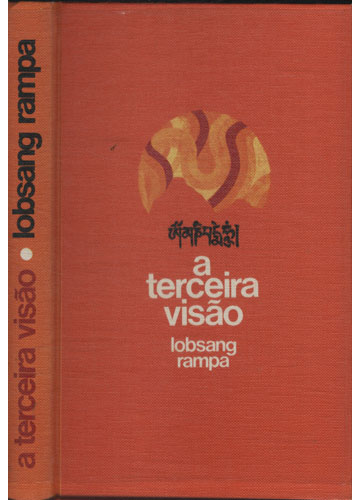 a terceira visão • lobsang rampa
a
terceira
visão
lobsang
rampa